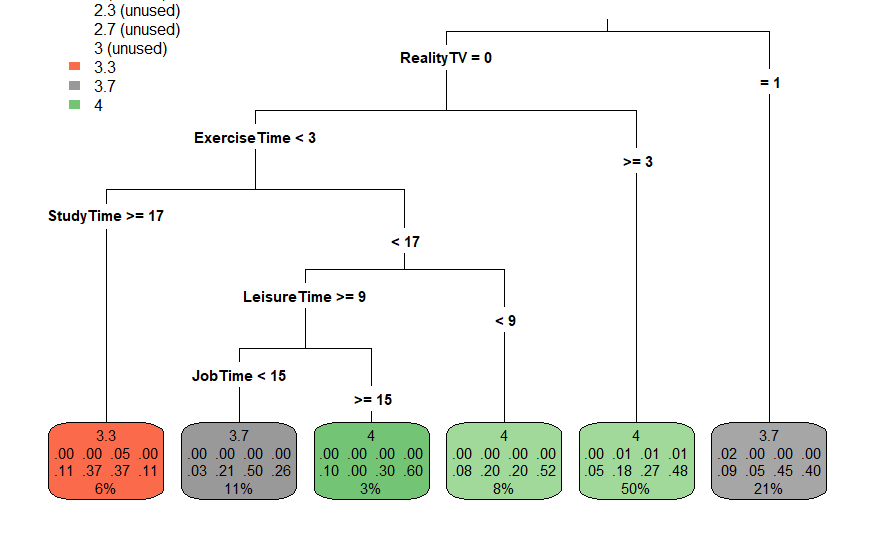 2.3 (unused)
2.7 (unused)
3 (unused)
3.3
3.7
4
RealityTV = 0
= 1
ExerciseTime < 3
>= 3
StudyTime >= 17
< 17
LeisureTime >= 9
< 9
JobTime < 15
>= 15
3.3
.00 .00 .05 .00
.11 .37 .37 .11
6%
3.7
.00 .00 .00 .00
.03 .21 .50 .26
11%
4
.00 .00 .00 .00
.10 .00 .30 .60
3%
4
.00 .00 .00 .00
.08 .20 .20 .52
8%
4
.00 .01 .01 .01
.05 .18 .27 .48
50%
3.7
.02 .00 .00 .00
.09 .05 .45 .40
21%